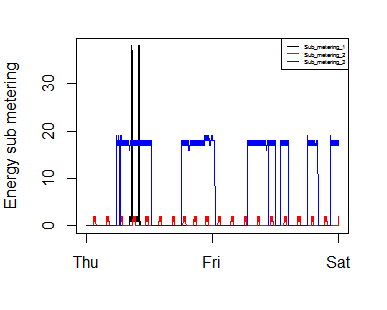 Sub_metering_1
Sub_metering_2
Sub_metering_3
Energy sub metering
30
20
10
0
Thu
Fri
Sat